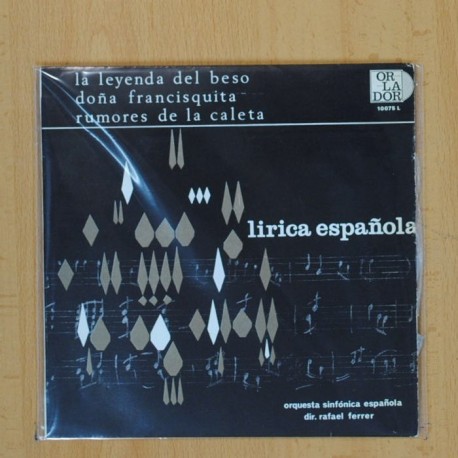 la leyenda del beso
doña francisquita
rumores de la caleta
OR
LA
DOR
10075 L
lirica española
orquesta sinfónica española
dir. rafael ferrer